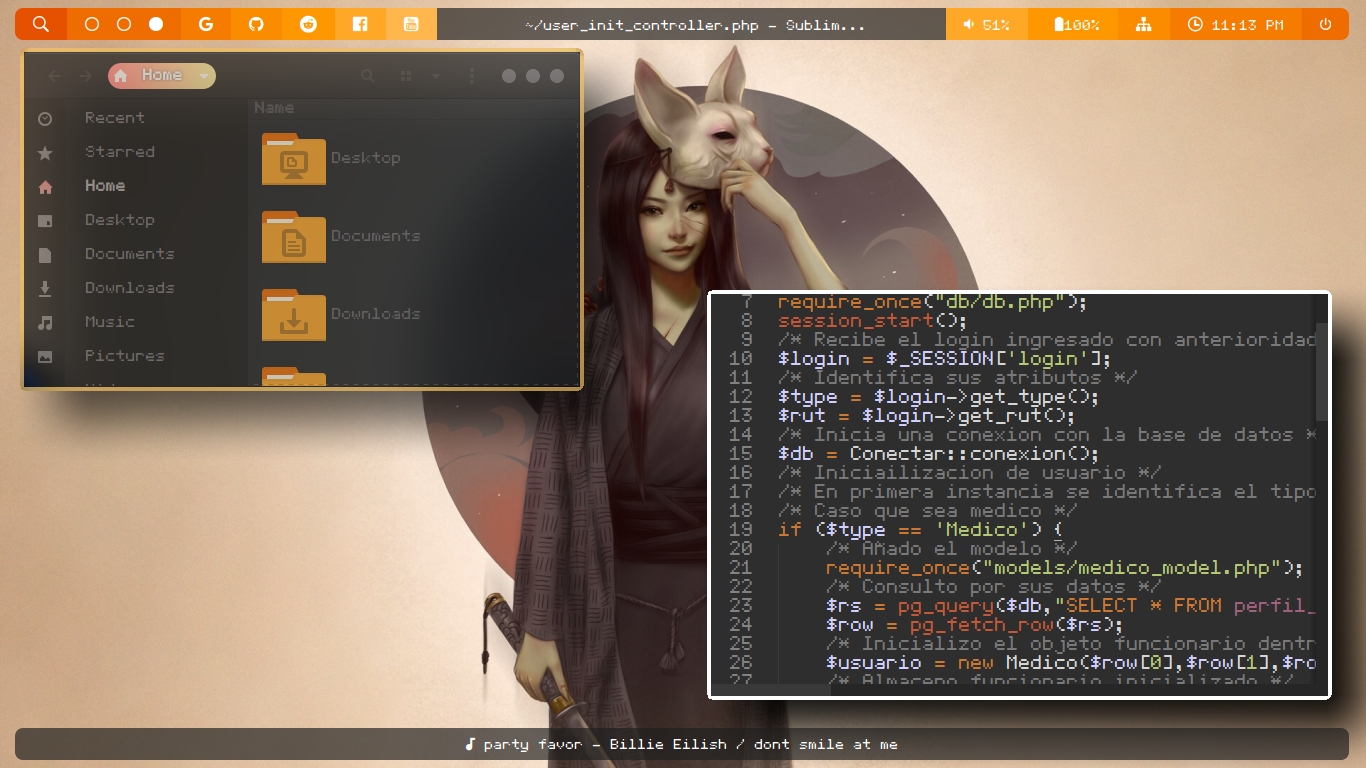 ~/user_init_controller.php - Sublim...
51%
100%
11:13 PM
Home
Recent
Starred
Home
Desktop
Documents
Downloads
Music
Pictures
Name
Desktop
Documents
Downloads
7 require_once("db/db.php");
8 session_start();
9 /* Recibe el login ingresado con anterioridad
10 $login = $_SESSION['login'];
11 /* Identifica sus atributos */
12 $type = $login->get_type();
13 $rut = $login->get_rut();
14 /* Inicia una conexion con la base de datos *
15 $db = Conectar::conexion();
16 /* Iniciailizacion de usuario */
17 /* En primera instancia se identifica el tipo
18 /* Caso que sea medico */
19 if ($type == 'Medico') {
20 /* Añado el modelo */
21 require_once("models/medico_model.php");
22 /* Consulto por sus datos */
23 $rs = pg_query($db,"SELECT * FROM perfil_
24 $row = pg_fetch_row($rs);
25 /* Inicializo el objeto funcionario dentr
26 $usuario = new Medico($row[0],$row[1],$ro
27 /* Almaceno funcionario inicializado */
party favor - Billie Eilish / dont smile at me